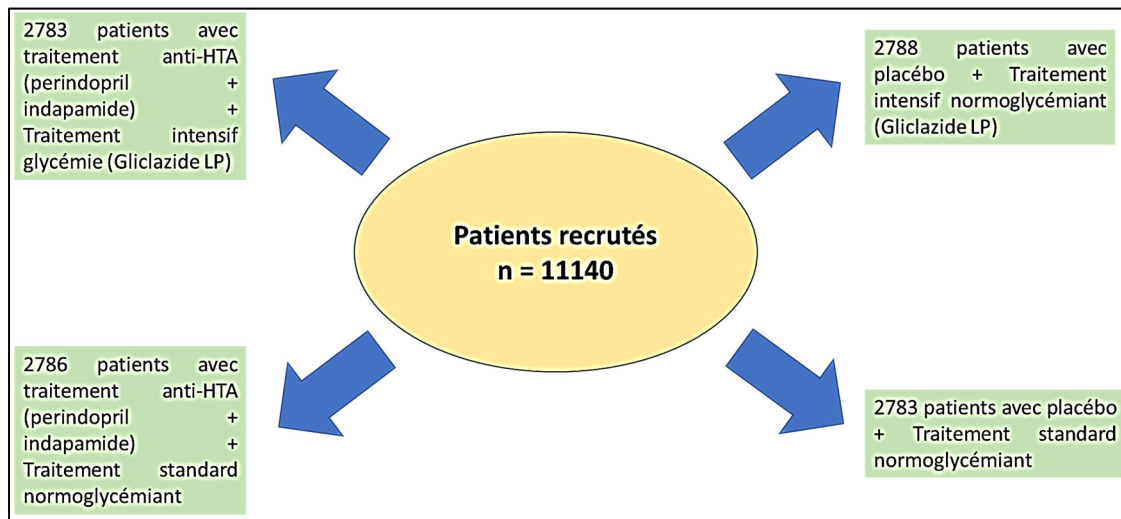 2783 patients avec
traitement anti-HTA
(perindopril +
indapamide) +
Traitement intensif
glycémie (Gliclazide LP)
2788 patients avec
placébo + Traitement
intensif normoglycémiant
(Gliclazide LP)
Patients recrutés
n = 11140
2786 patients avec
traitement anti-HTA
(perindopril +
indapamide) +
Traitement standard
normoglycémiant
2783 patients avec placébo
+ Traitement standard
normoglycémiant